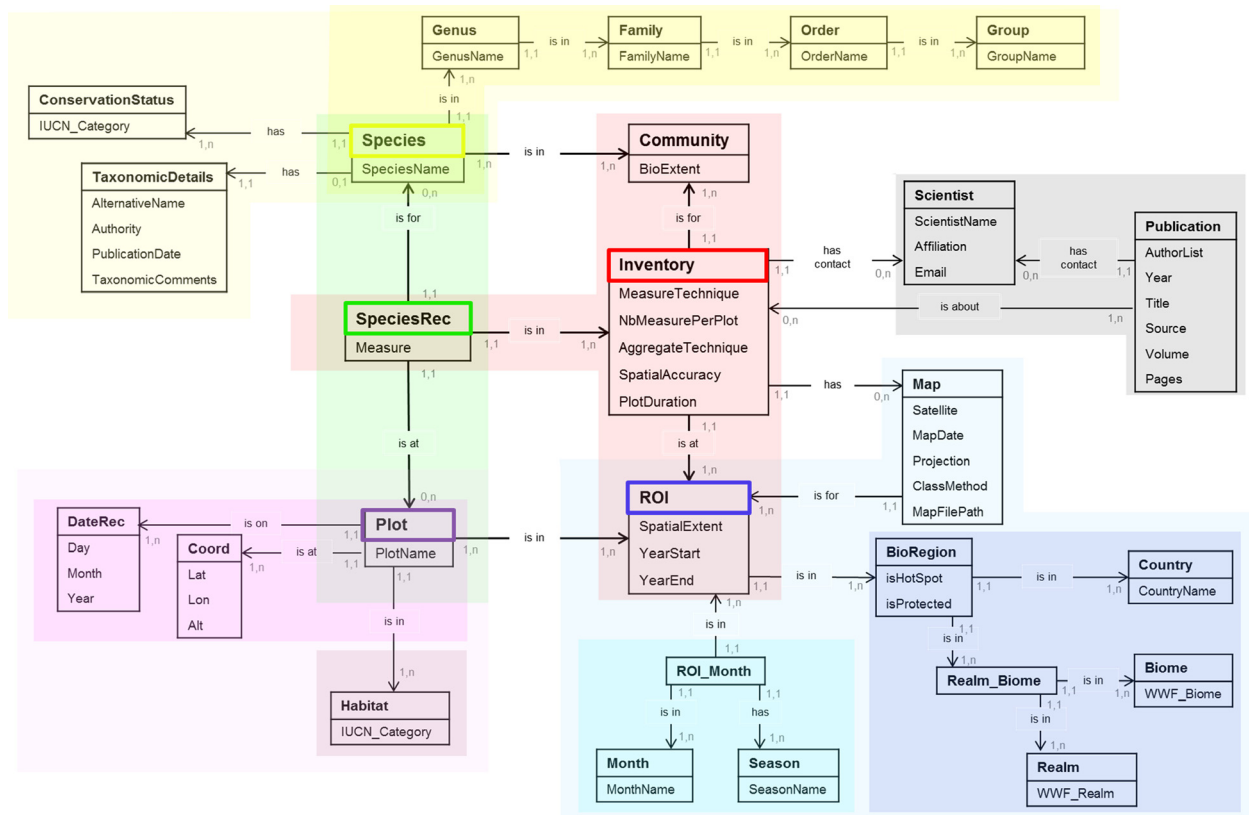 Genus
GenusName
is in
1,1
1,n
Family
FamilyName
1,1
is in
1,n
Order
OrderName
1,1
is in
1,n
Group
GroupName
1,n
is in
1,1
ConservationStatus
IUCN_Category
1,n
has
1,1
Species
SpeciesName
TaxonomicDetails
AlternativeName
Authority
PublicationDate
TaxonomicComments
1,1
has
0,1
1,n
is in
1,n
Community
BioExtent
0,n
is for
1,1
1,n
is for
1,1
Inventory
MeasureTechnique
NbMeasurePerPlot
AggregateTechnique
SpatialAccuracy
PlotDuration
1,1
has
contact
0,n
Scientist
ScientistName
Affiliation
Email
0,n
has
contact
1,1
Publication
AuthorList
Year
Title
Source
Volume
Pages
0,n
is about
1,n
SpeciesRec
Measure
1,1
is in
1,n
1,1
has
0,n
Map
Satellite
MapDate
Projection
ClassMethod
MapFilePath
1,1
is at
0,n
1,1
is at
1,n
ROI
SpatialExtent
YearStart
YearEnd
1,n
is for
1,1
DateRec
Day
Month
Year
1,n
is on
1,1
Coord
Lat
Lon
Alt
1,n
is at
1,1
Plot
PlotName
1,n
is in
1,n
1,1
is in
1,n
Habitat
IUCN_Category
1,1
is in
1,n
BioRegion
isHotSpot
isProtected
1,1
is in
1,n
Country
CountryName
1,1
is in
1,n
Realm_Biome
1,1
is in
1,n
Biome
WWF_Biome
1,1
is in
1,n
Realm
WWF_Realm
1,n
is in
1,1
ROI_Month
1,1
is in
1,n
1,1
has
1,n
Month
MonthName
Season
SeasonName